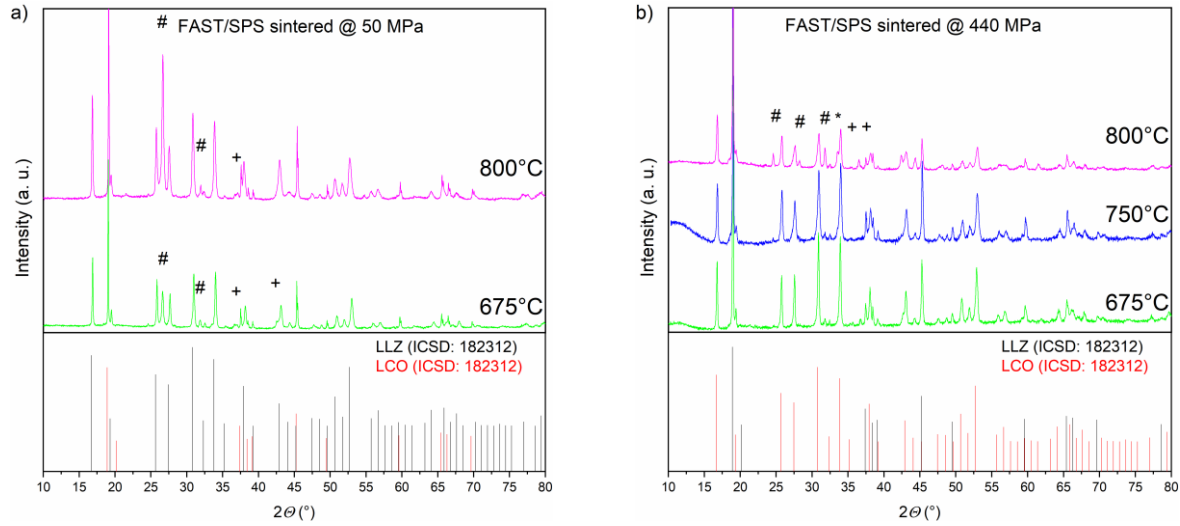 a)
FAST/SPS sintered @ 50 MPa
#
#
+
800°C
#
#
+
+
675°C
LLZ (ICSD: 182312)
LCO (ICSD: 182312)
Intensity (a. u.)
10 15 20 25 30 35 40 45 50 55 60 65 70 75 80
2Θ (°)
b)
FAST/SPS sintered @ 440 MPa
# # # * + +
800°C
750°C
675°C
LLZ (ICSD: 182312)
LCO (ICSD: 182312)
Intensity (a. u.)
10 15 20 25 30 35 40 45 50 55 60 65 70 75 80
2Θ (°)